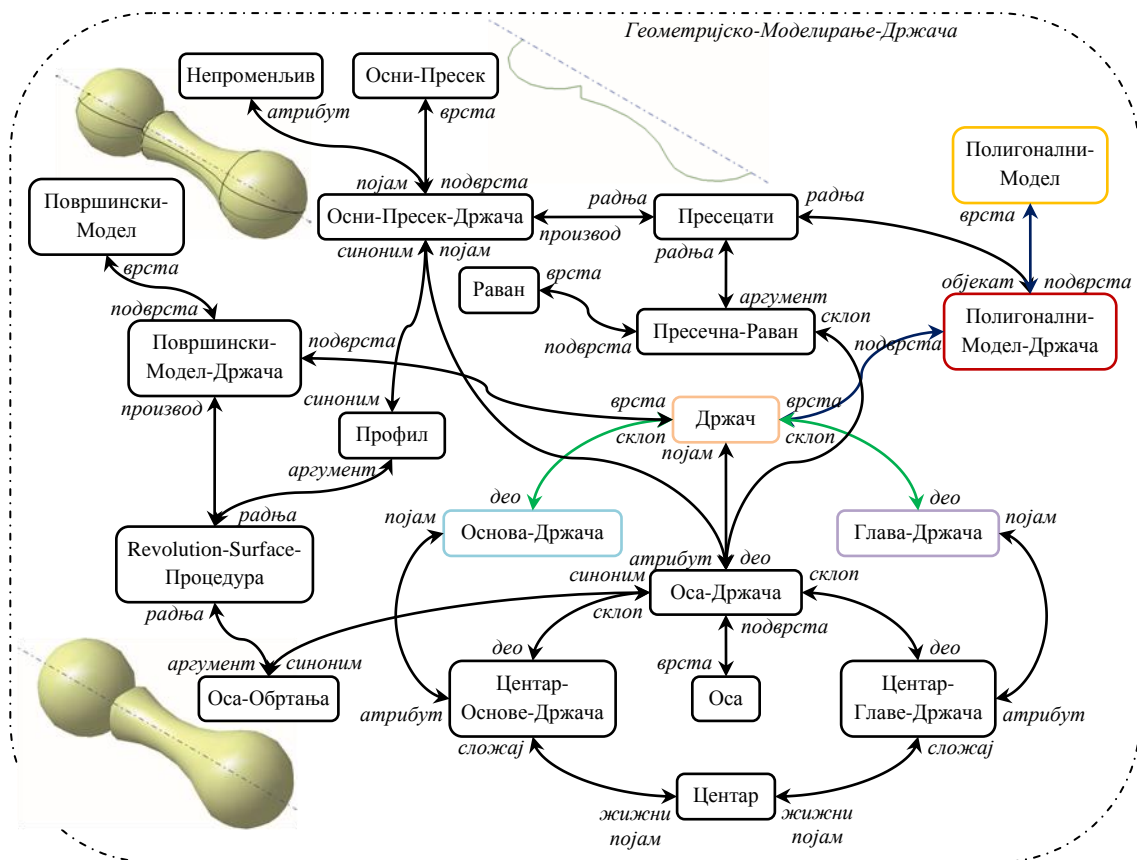 Геометријско-Моделирање-Држача
Непроменљив
Осни-Пресек
атрибут
врста
Полигонални-
Модел
појам
подврста
Површински-
Модел
Осни-Пресек-Држача
радња
производ
Пресецати
радња
врста
синоним
појам
радња
врста
Раван
врста
подврста
аргумент
склоп
објекат
подврста
Пресечна-Раван
подврста
Полигонални-
Модел-Држача
подврста
Површински-
Модел-Држача
подврста
производ
синоним
врста
Држач
врста
склоп
појам
склоп
Профил
аргумент
део
део
појам
Основа-Држача
Глава-Држача
појам
радња
Revolution-Surface-
Процедура
атрибут
део
синоним
Оса-Држача
склоп
склоп
подврста
радња
део
врста
део
аргумент
синоним
Оса-Обртања
Центар-
Основе-Држача
Оса
Центар-
Главе-Држача
атрибут
атрибут
сложај
сложај
Центар
жижни
појам
жижни
појам